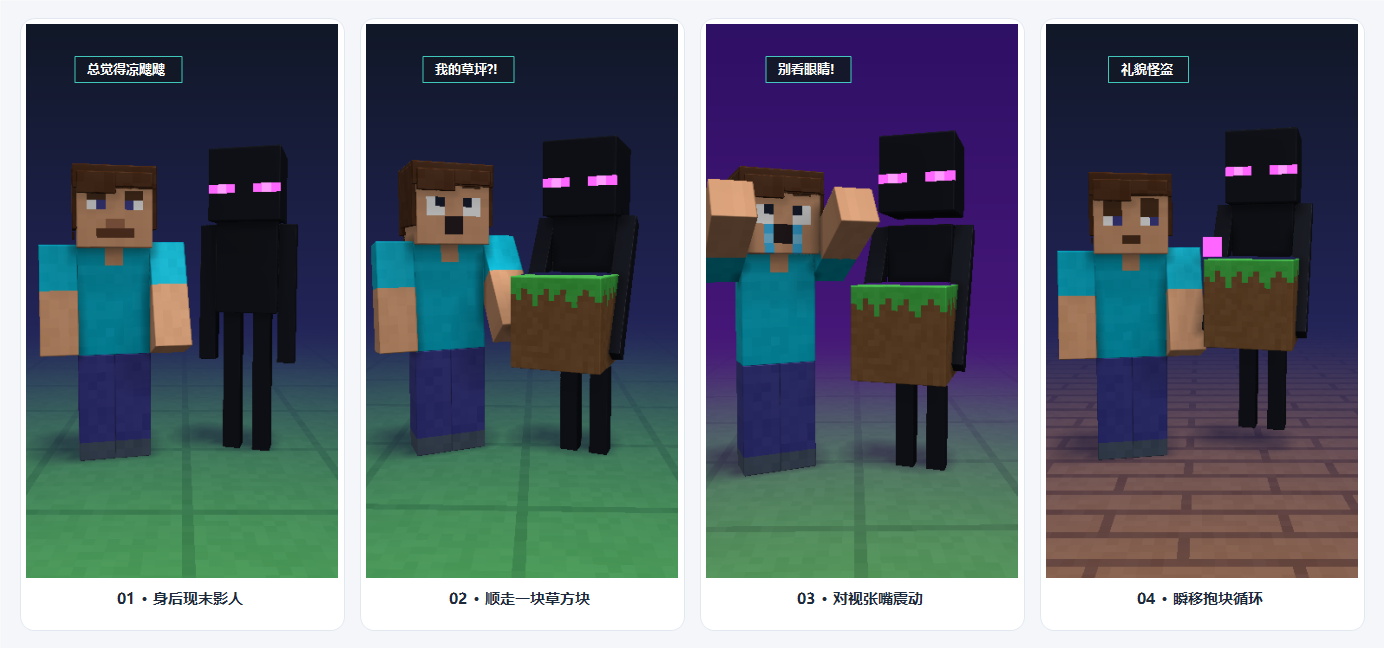 总觉得凉飕飕
我的草坪?!
别看眼睛!
礼貌怪盗
01 • 身后现末影人
02 • 顺走一块草方块
03 • 对视张嘴震动
04 • 瞬移抱块循环